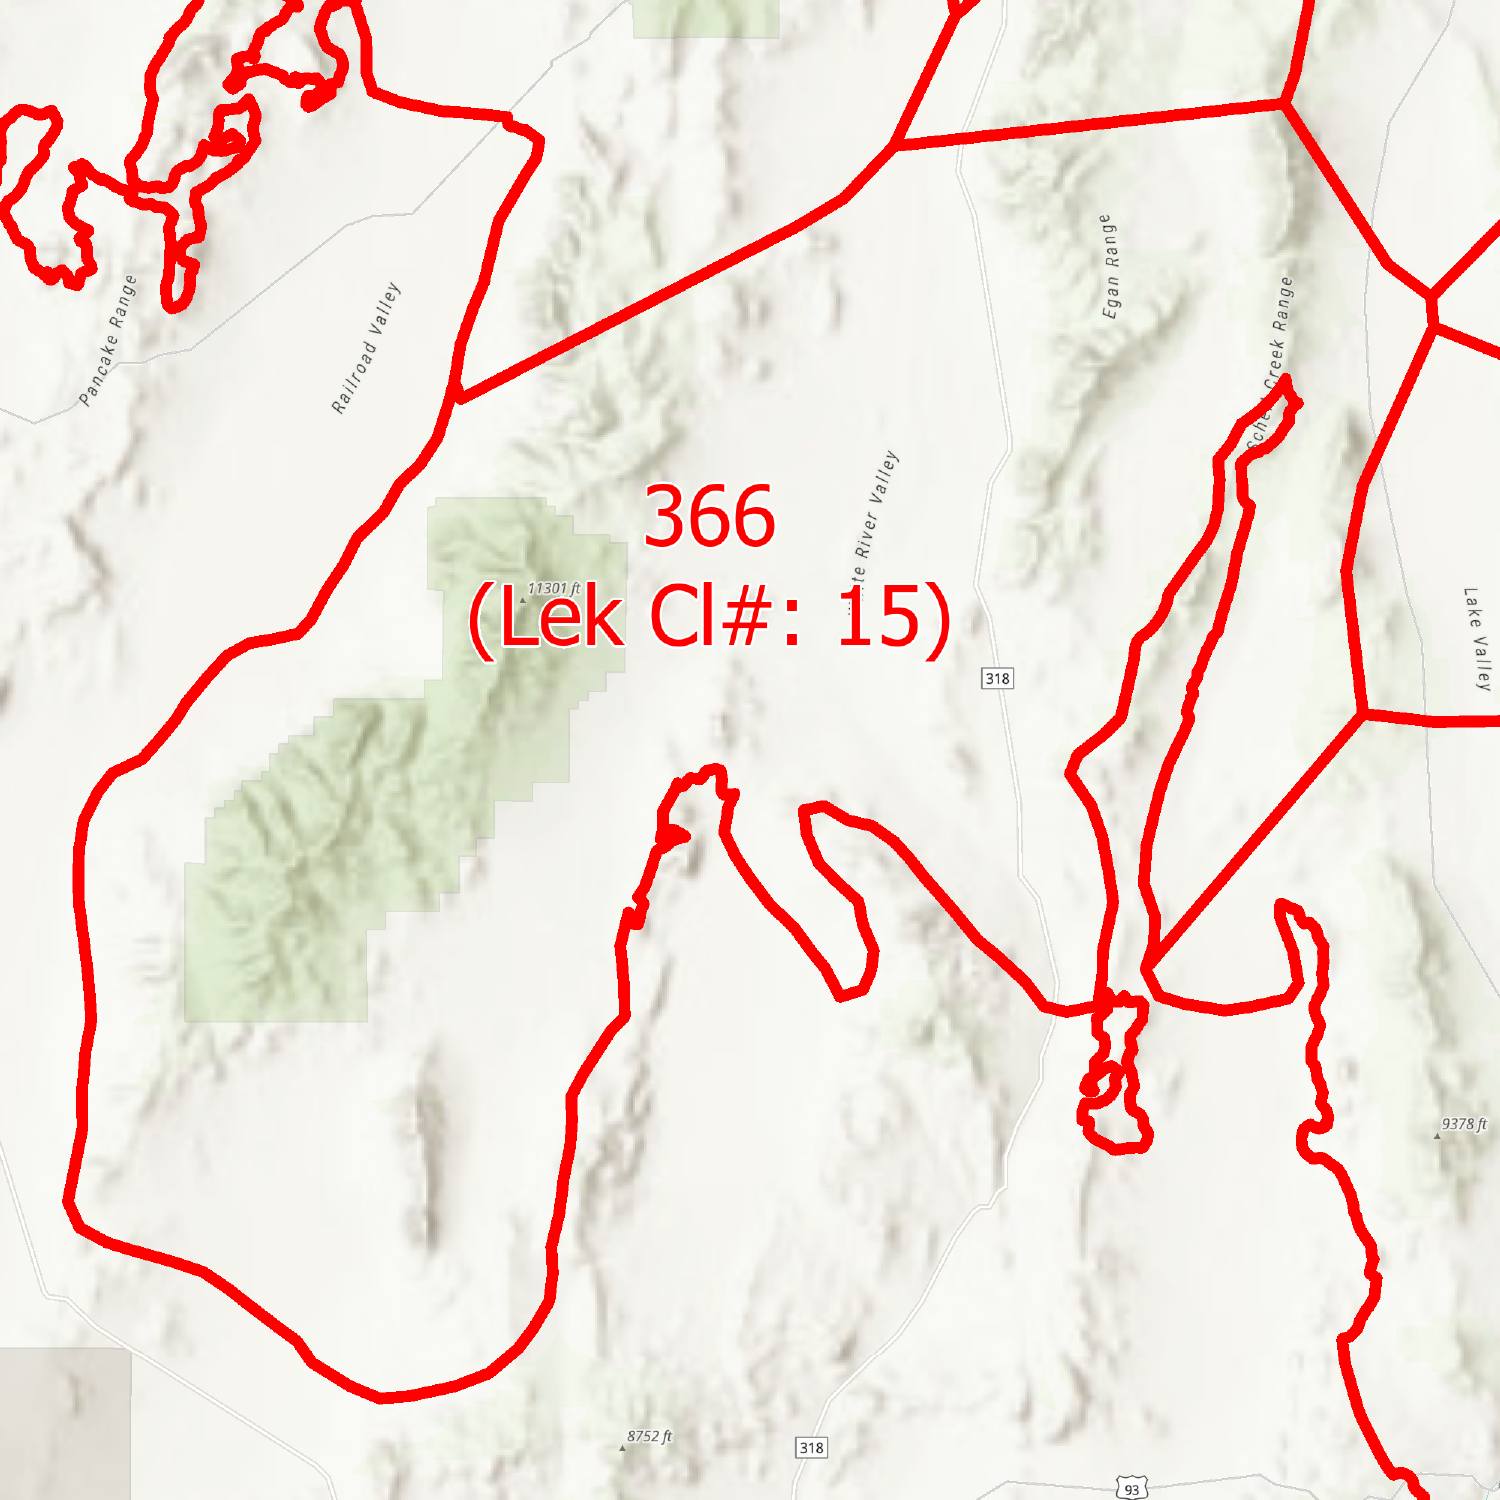 Egan Range
Pancake Range
Railroad Valley
Creek Range
366
River Valley
11301 ft
(Lek Cl#: 15)
Lake Valley
318
9378 ft
8752 ft
318
93